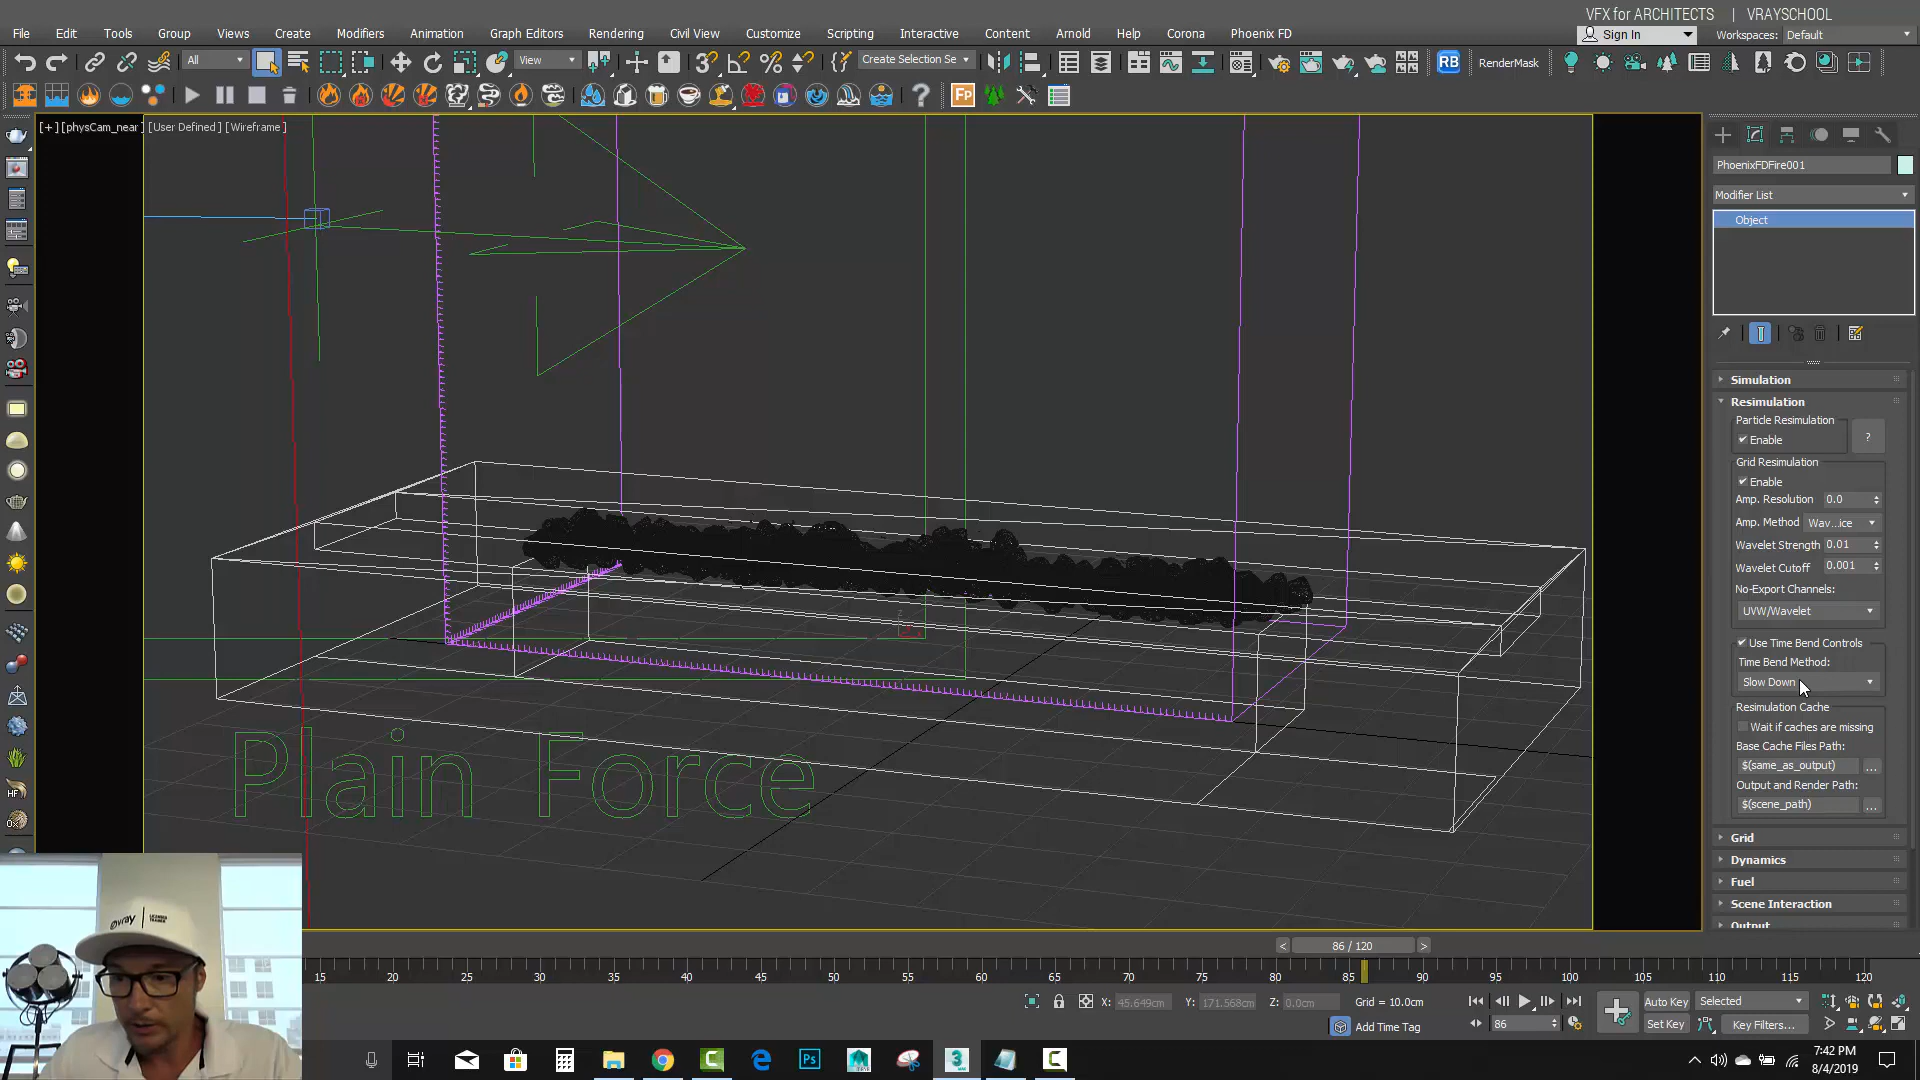 VFX for ARCHITECTS | VRAYSCHOOL
File Edit Tools Group Views Create Modifiers Animation Graph Editors Rendering Civil View Customize Scripting Interactive Content Arnold Help Corona Phoenix FD
Sign In Workspaces: Default
All View Create Selection Se RB RenderMask
Fp
[+] [physCam_near ] [User Defined ] [Wireframe ]
PhoenixFDFire001
Modifier List
Object
Simulation
Resimulation
Particle Resimulation
Enable ?
Grid Resimulation
Enable
Amp. Resolution 0.0
Amp. Method Wav...ice
Wavelet Strength 0.01
Wavelet Cutoff 0.001
No-Export Channels:
UVW/Wavelet
Use Time Bend Controls
Time Bend Method:
Slow Down
Resimulation Cache
Wait if caches are missing
Base Cache Files Path:
$(same_as_output) ...
Output and Render Path:
$(scene_path) ...
Grid
Dynamics
Fuel
Scene Interaction
Output
Plain Force
vray
< 86 / 120 >
15 20 25 30 35 40 45 50 55 60 65 70 75 80 85 90 95 100 105 110 115 120
X: 45.649cm Y: 171.568cm Z: 0.0cm Grid = 10.0cm
Auto Key Selected
86 Set Key Key Filters...
Add Time Tag
Ps 3
7:42 PM
8/4/2019